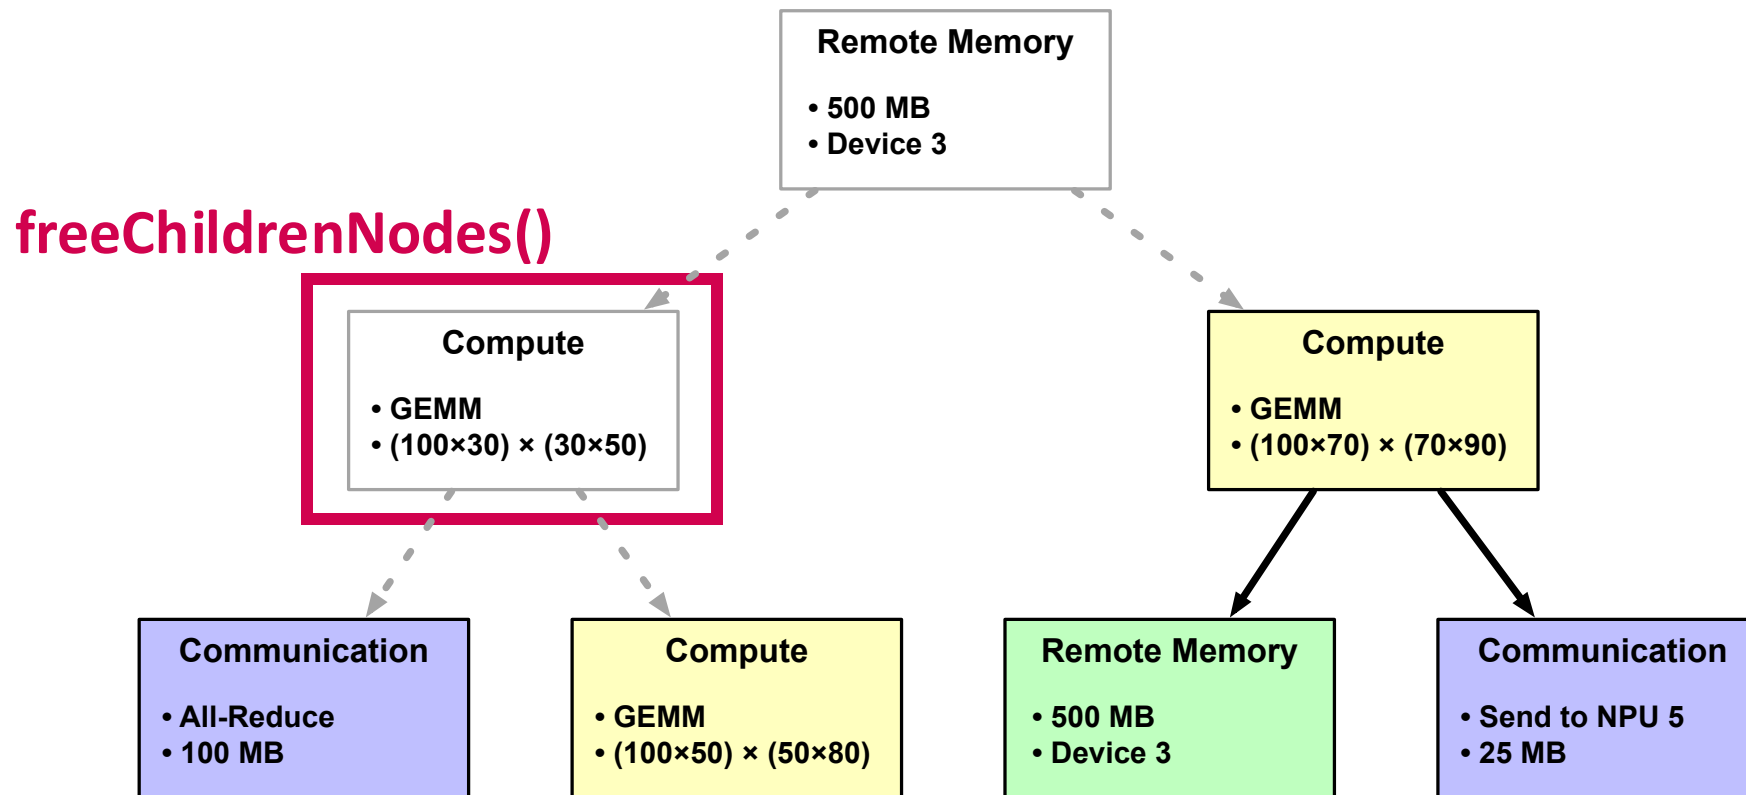 Remote Memory
• 500 MB
• Device 3
freeChildrenNodes()
Compute
• GEMM
• (100×30) × (30×50)
Compute
• GEMM
• (100×70) × (70×90)
Communication
• All-Reduce
• 100 MB
Compute
• GEMM
• (100×50) × (50×80)
Remote Memory
• 500 MB
• Device 3
Communication
• Send to NPU 5
• 25 MB